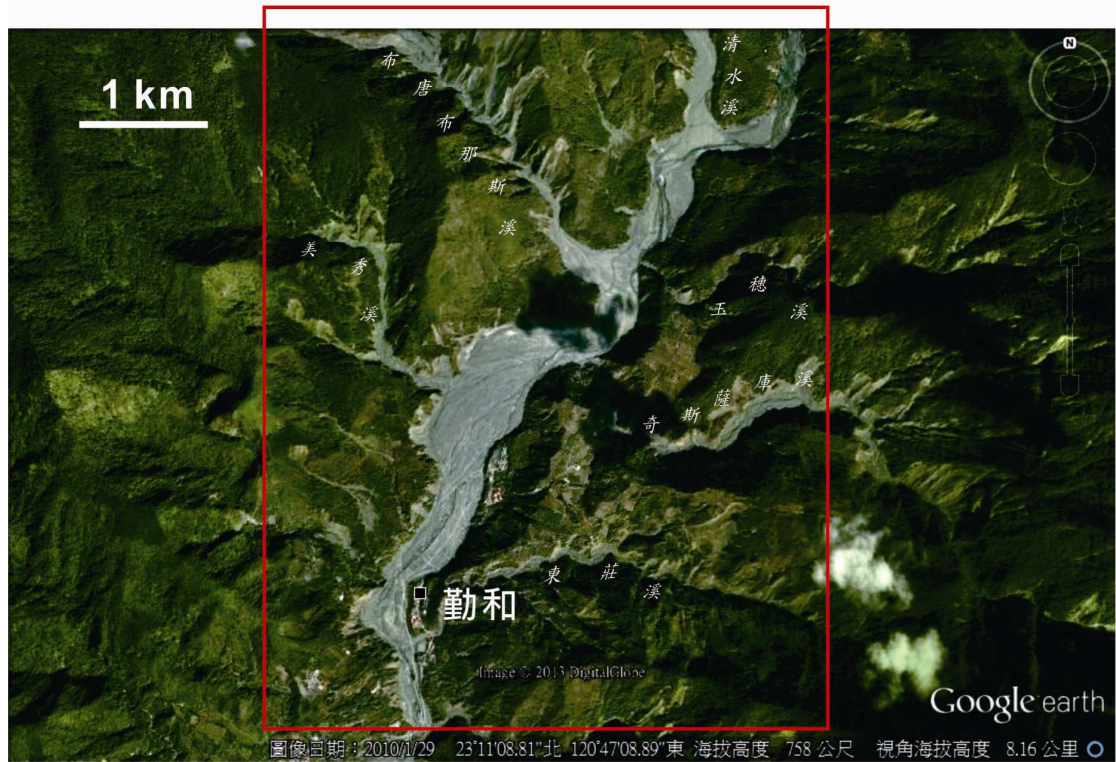 N
1 km
清水溪
布唐布那斯溪
美秀溪
玉穗溪
奇斯薩庫溪
東莊溪
勤和
Image © 2013 DigitalGlobe
Google earth
圖像日期：2010/1/29 23°11'08.81"北 120°47'08.89"東 海拔高度 758 公尺 視角海拔高度 8.16 公里